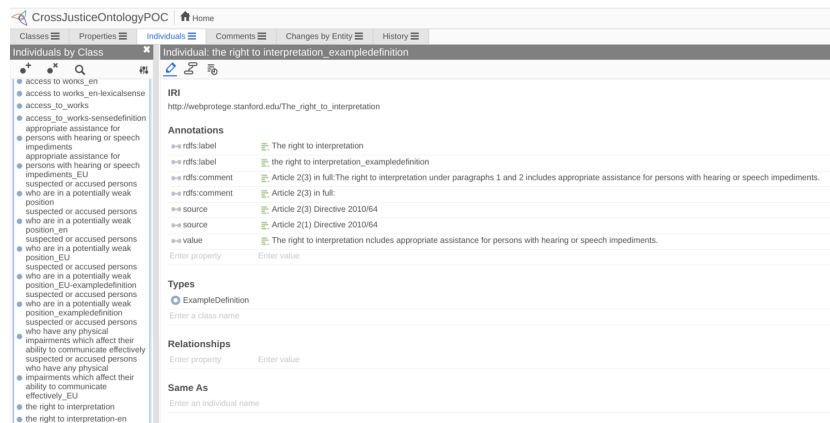 CrossJusticeOntologyPOC Home
Classes Properties Individuals Comments Changes by Entity History
Individuals by Class
access to works_en
access to works_en-lexicalsense
access_to_works
access_to_works-sensedefinition
appropriate assistance for
persons with hearing or speech
impediments
appropriate assistance for
persons with hearing or speech
impediments_EU
suspected or accused persons
who are in a potentially weak
position
suspected or accused persons
who are in a potentially weak
position_en
suspected or accused persons
who are in a potentially weak
position_EU
suspected or accused persons
who are in a potentially weak
position_EU-exampledefinition
suspected or accused persons
who are in a potentially weak
position_exampledefinition
suspected or accused persons
who have any physical
impairments which affect their
ability to communicate effectively
suspected or accused persons
who have any physical
impairments which affect their
ability to communicate
effectively_EU
the right to interpretation
the right to interpretation-en
Individual: the right to interpretation_exampledefinition
IRI
http://webprotege.stanford.edu/The_right_to_interpretation
Annotations
rdfs:label The right to interpretation
rdfs:label the right to interpretation_exampledefinition
rdfs:comment Article 2(3) in full:The right to interpretation under paragraphs 1 and 2 includes appropriate assistance for persons with hearing or speech impediments.
rdfs:comment Article 2(3) in full:
source Article 2(3) Directive 2010/64
source Article 2(1) Directive 2010/64
value The right to interpretation ncludes appropriate assistance for persons with hearing or speech impediments.
Enter property Enter value
Types
ExampleDefinition
Enter a class name
Relationships
Enter property Enter value
Same As
Enter an individual name